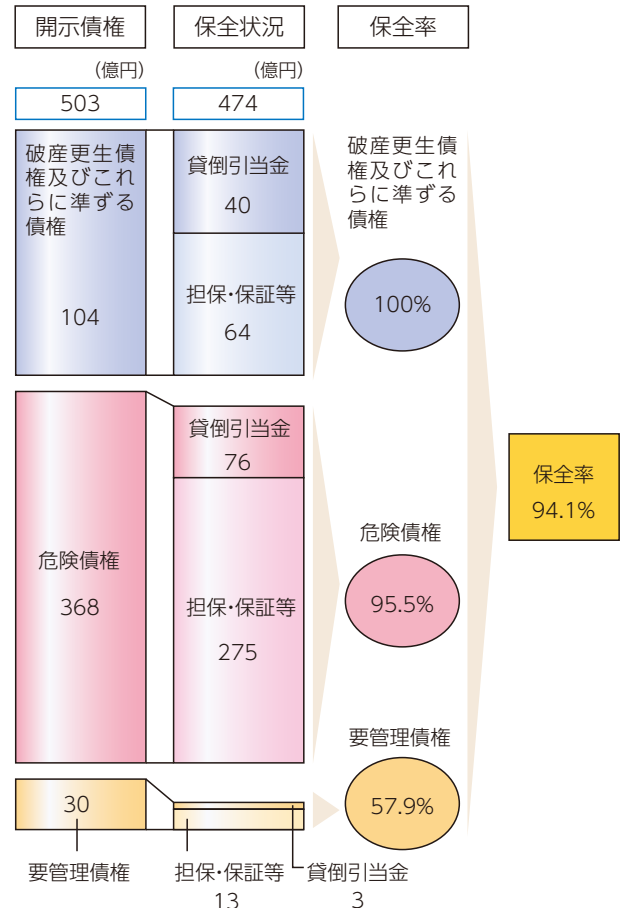 開示債権
保全状況
保全率
(億円)
(億円)
503
474
破産更生債
権及びこれ
らに準ずる
債権
104
貸倒引当金
40
担保・保証等
64
破産更生債
権及びこれ
らに準ずる
債権
100%
危険債権
368
貸倒引当金
76
担保・保証等
275
危険債権
95.5%
保全率
94.1%
30
要管理債権
担保・保証等
13
貸倒引当金
3
要管理債権
57.9%